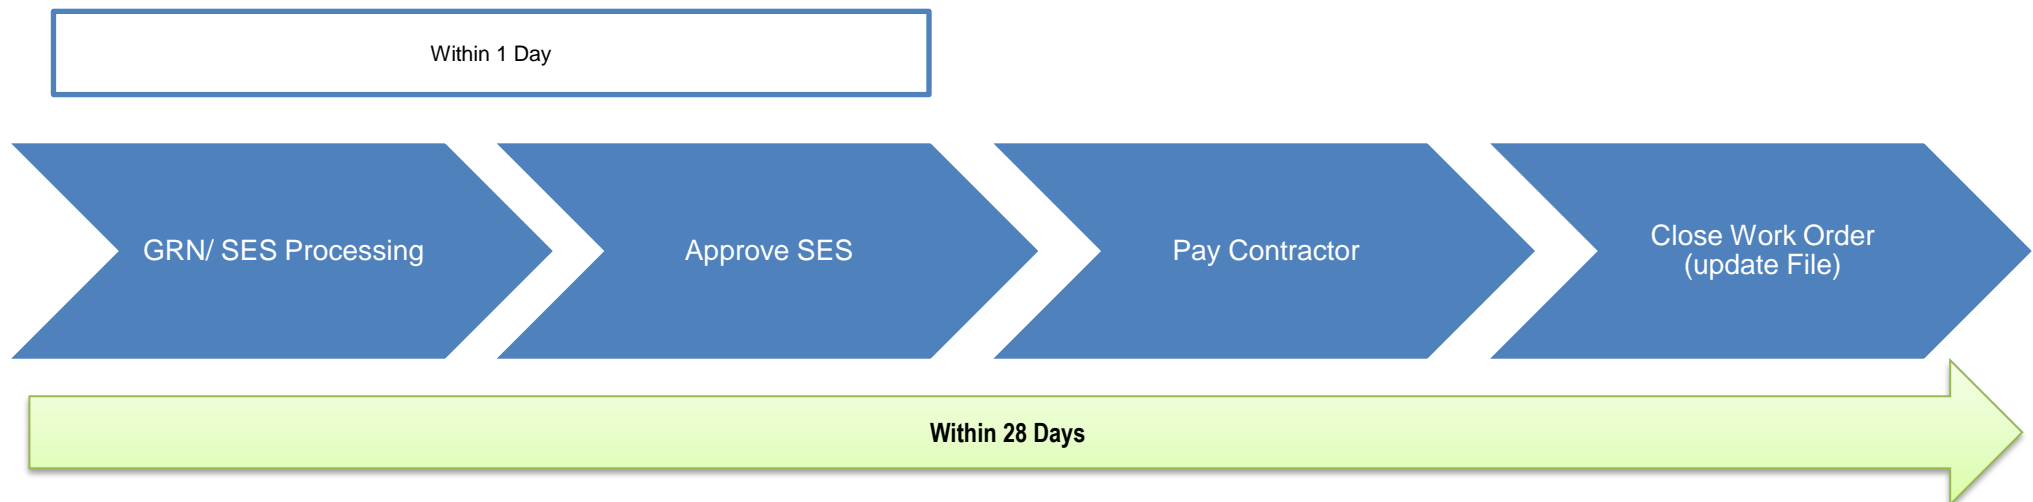 Within 1 Day
GRN/ SES Processing
Approve SES
Pay Contractor
Close Work Order
(update File)
Within 28 Days